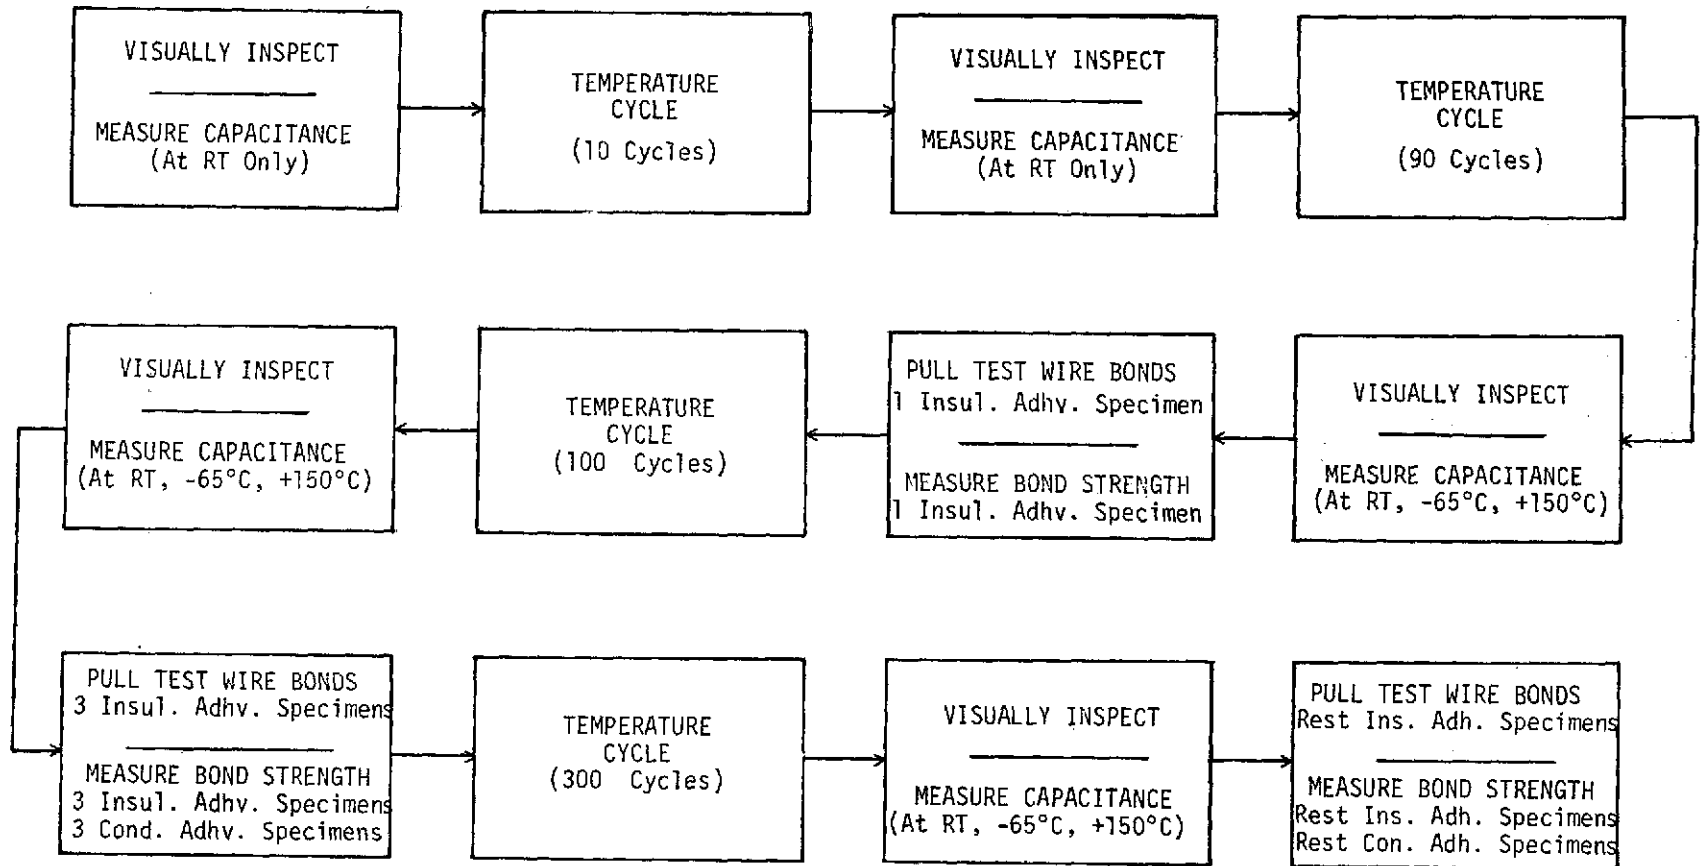 VISUALLY INSPECT
MEASURE CAPACITANCE
(At RT Only)
TEMPERATURE
CYCLE
(10 Cycles)
VISUALLY INSPECT
MEASURE CAPACITANCE
(At RT Only)
TEMPERATURE
CYCLE
(90 Cycles)
VISUALLY INSPECT
MEASURE CAPACITANCE
(At RT, -65°C, +150°C)
PULL TEST WIRE BONDS
1 Insul. Adhv. Specimen
MEASURE BOND STRENGTH
1 Insul. Adhv. Specimen
TEMPERATURE
CYCLE
(100 Cycles)
VISUALLY INSPECT
MEASURE CAPACITANCE
(At RT, -65°C, +150°C)
PULL TEST WIRE BONDS
3 Insul. Adhv. Specimens
MEASURE BOND STRENGTH
3 Insul. Adhv. Specimens
3 Cond. Adhv. Specimens
TEMPERATURE
CYCLE
(300 Cycles)
VISUALLY INSPECT
MEASURE CAPACITANCE
(At RT, -65°C, +150°C)
PULL TEST WIRE BONDS
Rest Ins. Adh. Specimens
MEASURE BOND STRENGTH
Rest Ins. Adh. Specimens
Rest Con. Adh. Specimens